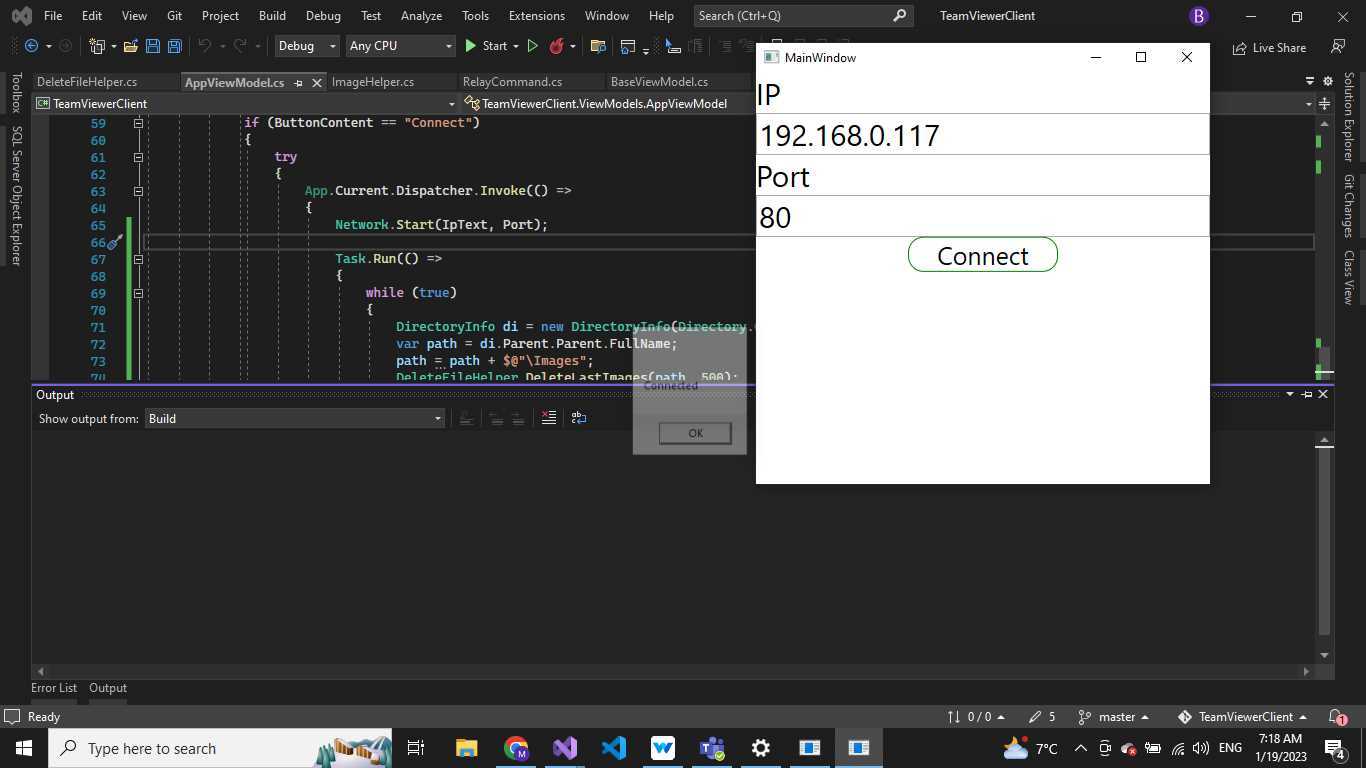 File Edit View Git Project Build Debug Test Analyze Tools Extensions Window Help Search (Ctrl+Q) TeamViewerClient B
Debug Any CPU Start Live Share
MainWindow
DeleteFileHelper.cs AppViewModel.cs ImageHelper.cs RelayCommand.cs BaseViewModel.cs
TeamViewerClient TeamViewerClient.ViewModels.AppViewModel
Toolbox
SQL Server Object Explorer
59 if (ButtonContent == "Connect")
60 {
61 try
62 {
63 App.Current.Dispatcher.Invoke(() =>
64 {
65 Network.Start(IpText, Port);
66
67 Task.Run(() =>
68 {
69 while (true)
70 {
71 DirectoryInfo di = new DirectoryInfo(Directory.
72 var path = di.Parent.Parent.FullName;
73 path = path + $@"\Images";
74 DeleteFileHelper.DeleteLastImages(path, 500);
IP
192.168.0.117
Port
80
Connect
Connected
OK
Solution Explorer
Git Changes
Class View
Output
Show output from: Build
Error List Output
Ready 0 / 0 5 master TeamViewerClient 1
Type here to search 7°C ENG 7:18 AM
1/19/2023
4